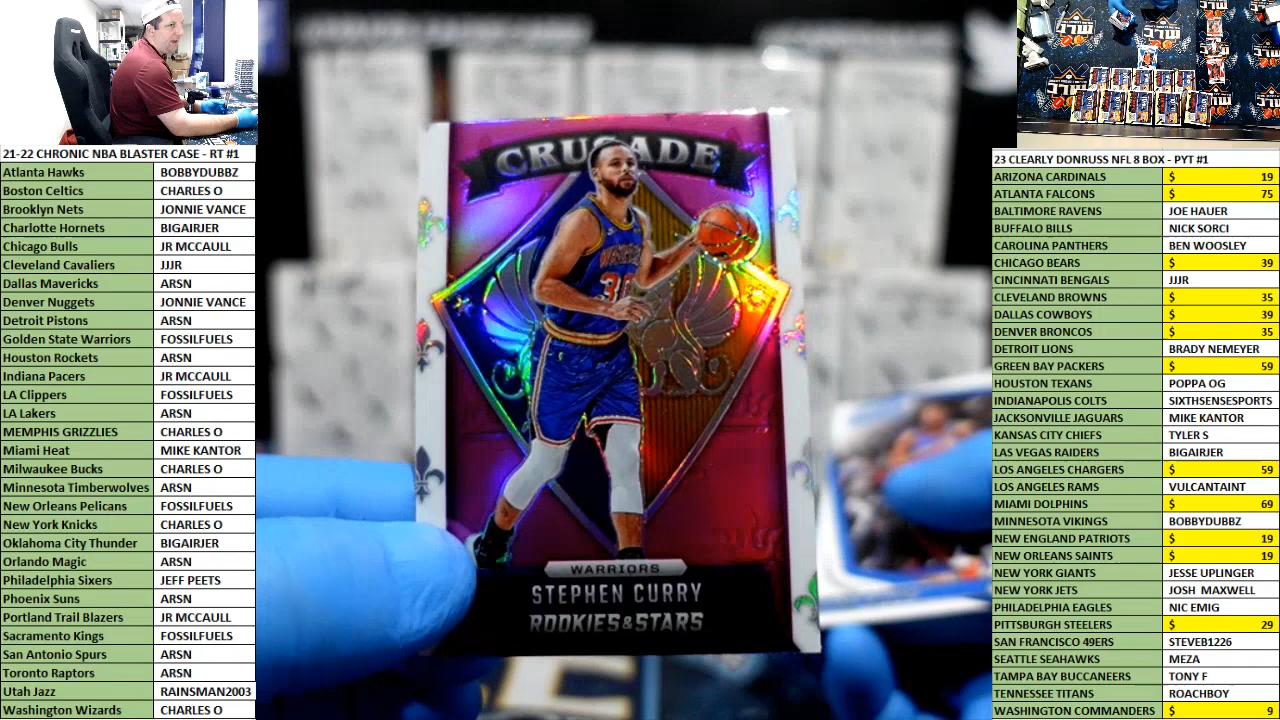 21-22 CHRONIC NBA BLASTER CASE - RT #1
Atlanta Hawks BOBBYDUBBZ
Boston Celtics CHARLES O
Brooklyn Nets JONNIE VANCE
Charlotte Hornets BIGAIRJER
Chicago Bulls JR MCCAULL
Cleveland Cavaliers JJJR
Dallas Mavericks ARSN
Denver Nuggets JONNIE VANCE
Detroit Pistons ARSN
Golden State Warriors FOSSILFUELS
Houston Rockets ARSN
Indiana Pacers JR MCCAULL
LA Clippers FOSSILFUELS
LA Lakers ARSN
MEMPHIS GRIZZLIES CHARLES O
Miami Heat MIKE KANTOR
Milwaukee Bucks CHARLES O
Minnesota Timberwolves ARSN
New Orleans Pelicans FOSSILFUELS
New York Knicks CHARLES O
Oklahoma City Thunder BIGAIRJER
Orlando Magic ARSN
Philadelphia Sixers JEFF PEETS
Phoenix Suns ARSN
Portland Trail Blazers JR MCCAULL
Sacramento Kings FOSSILFUELS
San Antonio Spurs ARSN
Toronto Raptors ARSN
Utah Jazz RAINSMAN2003
Washington Wizards CHARLES O
CRUSADE
WARRIORS
STEPHEN CURRY
ROOKIES & STARS
23 CLEARLY DONRUSS NFL 8 BOX - PYT #1
ARIZONA CARDINALS $ 19
ATLANTA FALCONS $ 75
BALTIMORE RAVENS JOE HAUER
BUFFALO BILLS NICK SORCI
CAROLINA PANTHERS BEN WOOSLEY
CHICAGO BEARS $ 39
CINCINNATI BENGALS JJJR
CLEVELAND BROWNS $ 35
DALLAS COWBOYS $ 39
DENVER BRONCOS $ 35
DETROIT LIONS BRADY NEMEYER
GREEN BAY PACKERS $ 59
HOUSTON TEXANS POPPA OG
INDIANAPOLIS COLTS SIXTHSENSESPORTS
JACKSONVILLE JAGUARS MIKE KANTOR
KANSAS CITY CHIEFS TYLER S
LAS VEGAS RAIDERS BIGAIRJER
LOS ANGELES CHARGERS $ 59
LOS ANGELES RAMS VULCANTAINT
MIAMI DOLPHINS $ 69
MINNESOTA VIKINGS BOBBYDUBBZ
NEW ENGLAND PATRIOTS $ 19
NEW ORLEANS SAINTS $ 19
NEW YORK GIANTS JESSE UPLINGER
NEW YORK JETS JOSH MAXWELL
PHILADELPHIA EAGLES NIC EMIG
PITTSBURGH STEELERS $ 29
SAN FRANCISCO 49ERS STEVEB1226
SEATTLE SEAHAWKS MEZA
TAMPA BAY BUCCANEERS TONY F
TENNESSEE TITANS ROACHBOY
WASHINGTON COMMANDERS $ 9